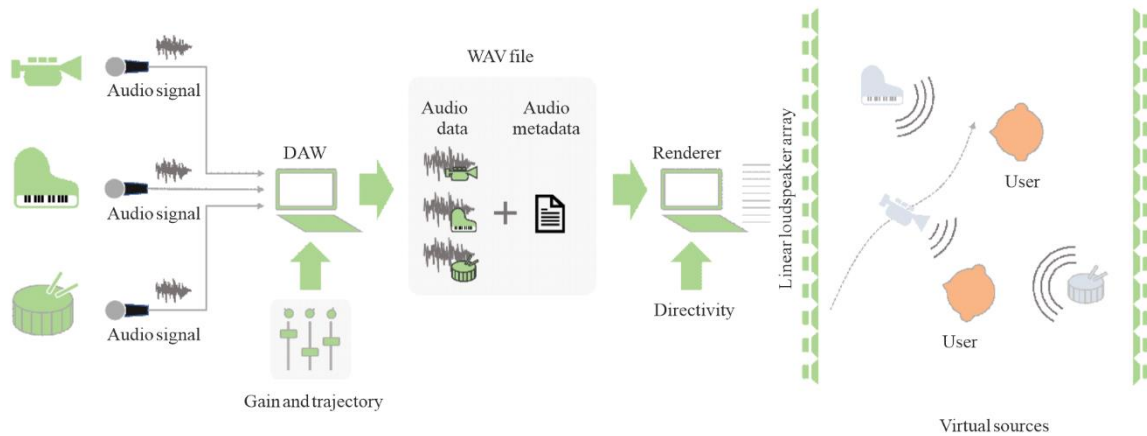 WAV file
Audio signal
Audio
data
Audio
metadata
DAW
Renderer
Audio signal
Audio signal
Gain and trajectory
Directivity
Linear loudspeaker array
User
User
Virtual sources